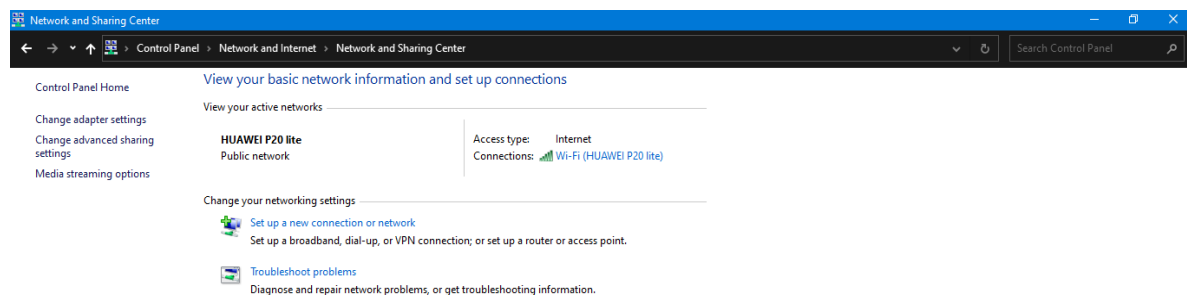 Network and Sharing Center
Control Panel › Network and Internet › Network and Sharing Center
Search Control Panel
Control Panel Home
Change adapter settings
Change advanced sharing
settings
Media streaming options
View your basic network information and set up connections
View your active networks
HUAWEI P20 lite
Public network
Access type: Internet
Connections: Wi-Fi (HUAWEI P20 lite)
Change your networking settings
Set up a new connection or network
Set up a broadband, dial-up, or VPN connection; or set up a router or access point.
Troubleshoot problems
Diagnose and repair network problems, or get troubleshooting information.